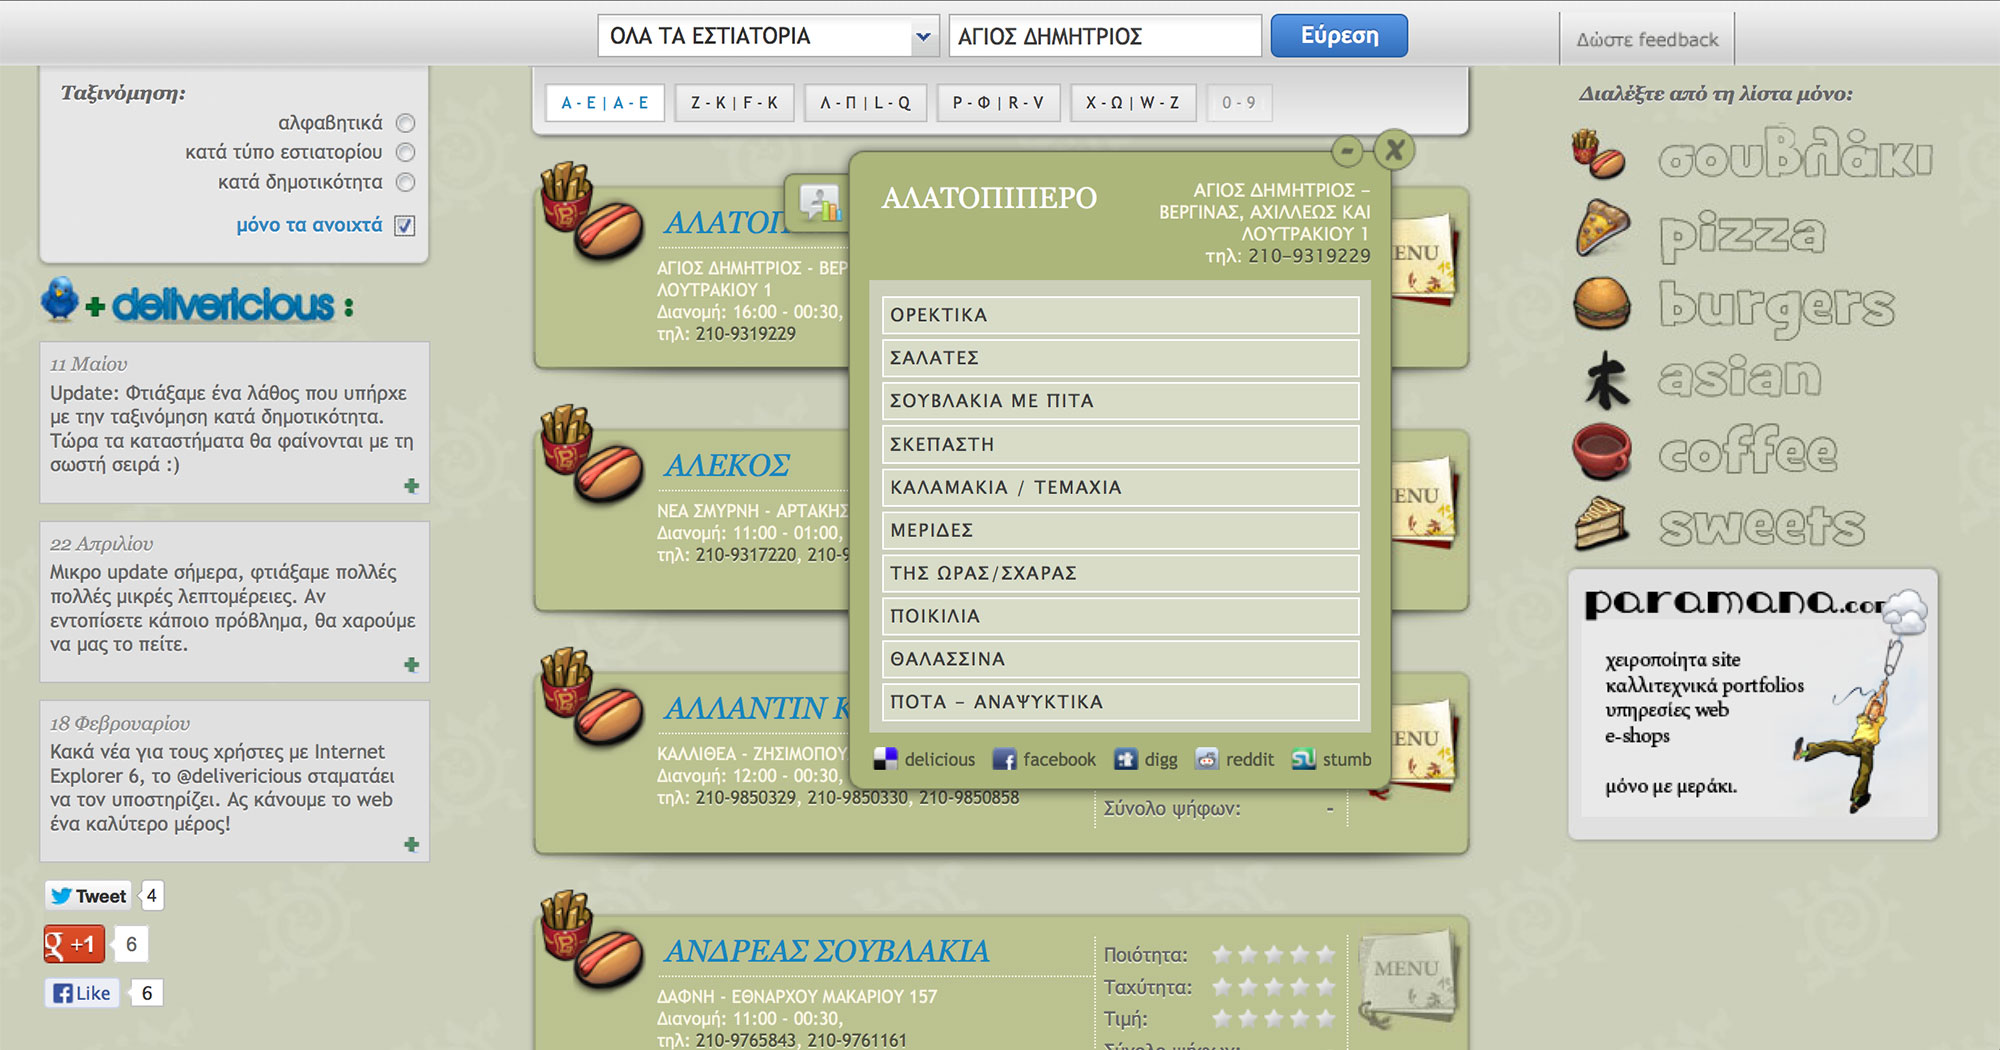 ΟΛΑ ΤΑ ΕΣΤΙΑΤΟΡΙΑ
ΑΓΙΟΣ ΔΗΜΗΤΡΙΟΣ
Εύρεση
Δώστε feedback
Ταξινόμηση:
αλφαβητικά
κατά τύπο εστιατορίου
κατά δημοτικότητα
μόνο τα ανοιχτά
+ delivericious :
11 Μαίου
Update: Φτιάξαμε ένα λάθος που υπήρχε
με την ταξινόμηση κατά δημοτικότητα.
Τώρα τα καταστήματα θα φαίνονται με τη
σωστή σειρά :)
22 Απριλίου
Μικρο update σήμερα, φτιάξαμε πολλές
πολλές μικρές λεπτομέρειες. Αν
εντοπίσετε κάποιο πρόβλημα, θα χαρούμε
να μας το πείτε.
18 Φεβρουαρίου
Κακά νέα για τους χρήστες με Internet
Explorer 6, το @delivericious σταματάει
να τον υποστηρίζει. Ας κάνουμε το web
ένα καλύτερο μέρος!
Tweet 4
g +1 6
Like 6
Α - Ε | A - E
Ζ - Κ | F - K
Λ - Π | L - Q
Ρ - Φ | R - V
Χ - Ω | W - Z
0 - 9
ΑΛΑΤΟΠ
ΑΓΙΟΣ ΔΗΜΗΤΡΙΟΣ - ΒΕΡ
ΛΟΥΤΡΑΚΙΟΥ 1
Διανομή: 16:00 - 00:30,
τηλ: 210-9319229
ENU
ΑΛΕΚΟΣ
ΝΕΑ ΣΜΥΡΝΗ - ΑΡΤΑΚΗΣ
Διανομή: 11:00 - 01:00,
τηλ: 210-9317220, 210-9
ENU
ΑΛΛΑΝΤΙΝ Κ
ΚΑΛΛΙΘΕΑ - ΖΗΣΙΜΟΠΟΥ
Διανομή: 12:00 - 00:30,
τηλ: 210-9850329, 210-9850330, 210-9850858
Σύνολο ψήφων: -
ENU
ΑΝΔΡΕΑΣ ΣΟΥΒΛΑΚΙΑ
ΔΑΦΝΗ - ΕΘΝΑΡΧΟΥ ΜΑΚΑΡΙΟΥ 157
Διανομή: 11:00 - 00:30,
τηλ: 210-9765843, 210-9761161
Ποιότητα:
Ταχύτητα:
Τιμή:
Σύνολο ψήφων:
MENU
- X
ΑΛΑΤΟΠΙΠΕΡΟ
ΑΓΙΟΣ ΔΗΜΗΤΡΙΟΣ –
ΒΕΡΓΙΝΑΣ, ΑΧΙΛΛΕΩΣ ΚΑΙ
ΛΟΥΤΡΑΚΙΟΥ 1
τηλ: 210-9319229
ΟΡΕΚΤΙΚΑ
ΣΑΛΑΤΕΣ
ΣΟΥΒΛΑΚΙΑ ΜΕ ΠΙΤΑ
ΣΚΕΠΑΣΤΗ
ΚΑΛΑΜΑΚΙΑ / ΤΕΜΑΧΙΑ
ΜΕΡΙΔΕΣ
ΤΗΣ ΩΡΑΣ/ΣΧΑΡΑΣ
ΠΟΙΚΙΛΙΑ
ΘΑΛΑΣΣΙΝΑ
ΠΟΤΑ – ΑΝΑΨΥΚΤΙΚΑ
delicious facebook digg reddit stumb
Διαλέξτε από τη λίστα μόνο:
σουβλάκι
pizza
burgers
asian
coffee
sweets
paramana.com
χειροποίητα site
καλλιτεχνικά portfolios
υπηρεσίες web
e-shops
μόνο με μεράκι.